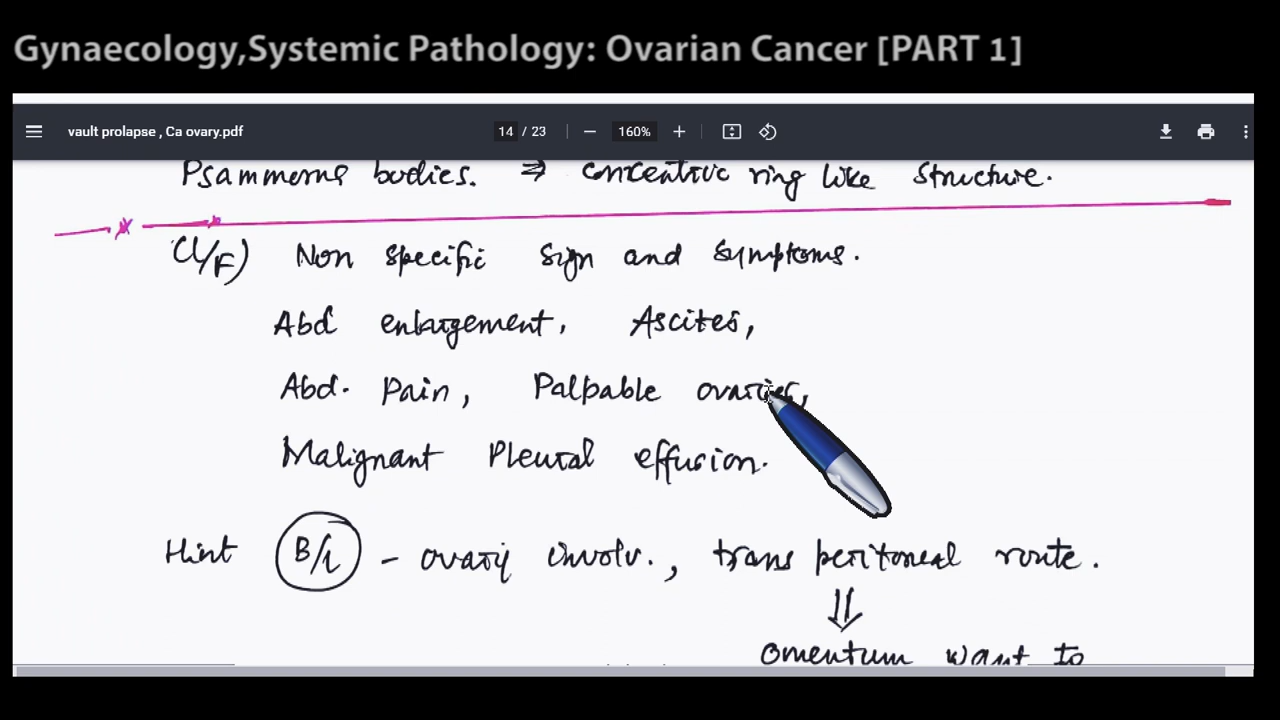 Gynaecology,Systemic Pathology: Ovarian Cancer [PART 1]
vault prolapse , Ca ovary.pdf 14 / 23 160%
Psammoma bodies. ⇒ concentric ring like structure.
Cl/F) Non specific sign and symptoms.
Abd enlargement, Ascites,
Abd. Pain, Palpable ovaries,
Malignant Pleural effusion.
Hint B/L - ovary involv., trans peritoneal route.
⇓
omentum want to